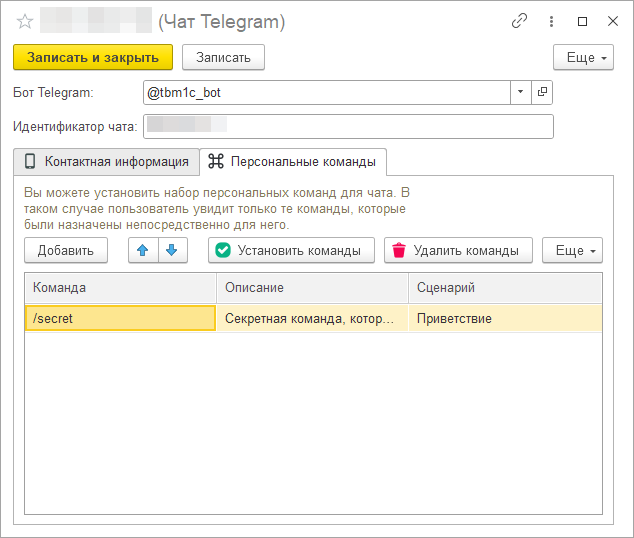 (Чат Telegram)
Записать и закрыть Записать Еще
Бот Telegram: @tbm1c_bot
Идентификатор чата:
Контактная информация Персональные команды
Вы можете установить набор персональных команд для чата. В
таком случае пользователь увидит только те команды, которые
были назначены непосредственно для него.
Добавить Установить команды Удалить команды Еще
Команда Описание Сценарий
/secret Секретная команда, котор... Приветствие